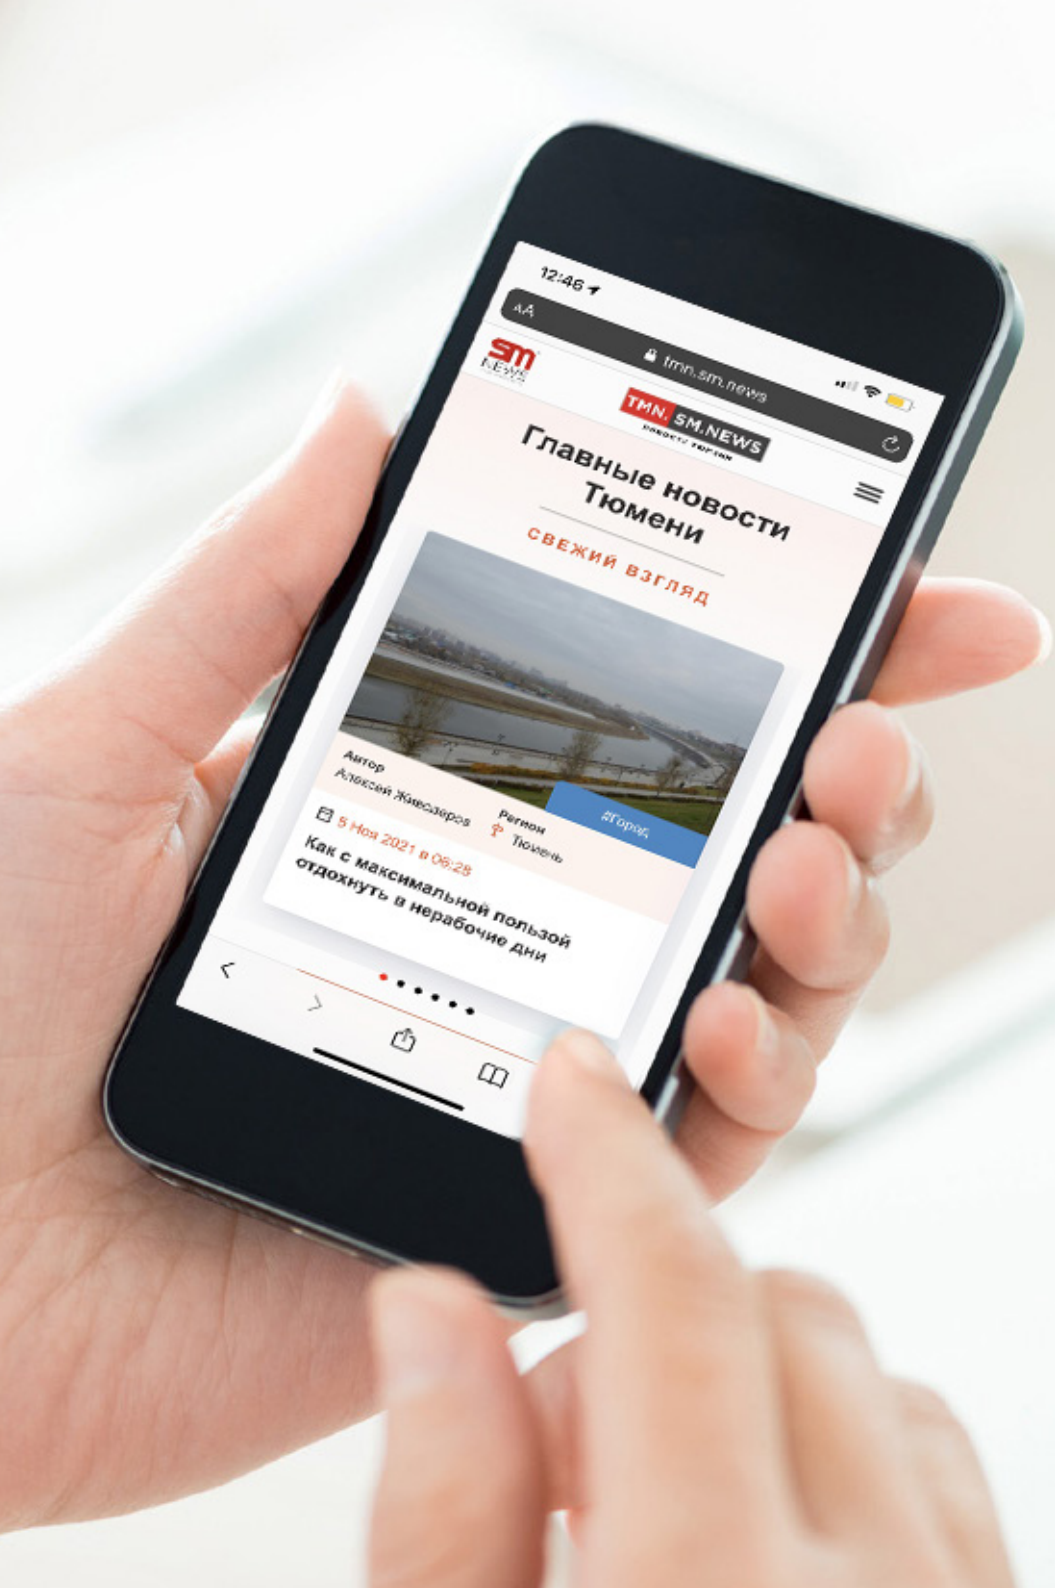 12:46
AA
tmn.sm.news
sm
NEWS
TMN. SM.NEWS
Главные новости
Тюмени
СВЕЖИЙ ВЗГЛЯД
#Город
Автор
Алексей Живозеров
Регион
Тюмень
5 Ноя 2021 в 06:28
Как с максимальной пользой
отдохнуть в нерабочие дни